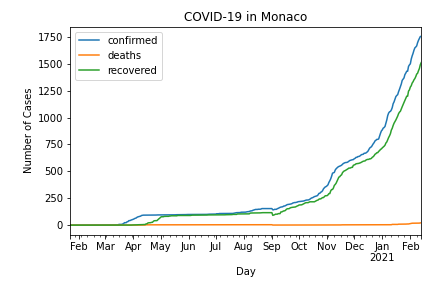 COVID-19 in Monaco
confirmed
deaths
recovered
Number of Cases
1750
1500
1250
1000
750
500
250
0
Feb Mar Apr May Jun Jul Aug Sep Oct Nov Dec Jan Feb
2021
Day